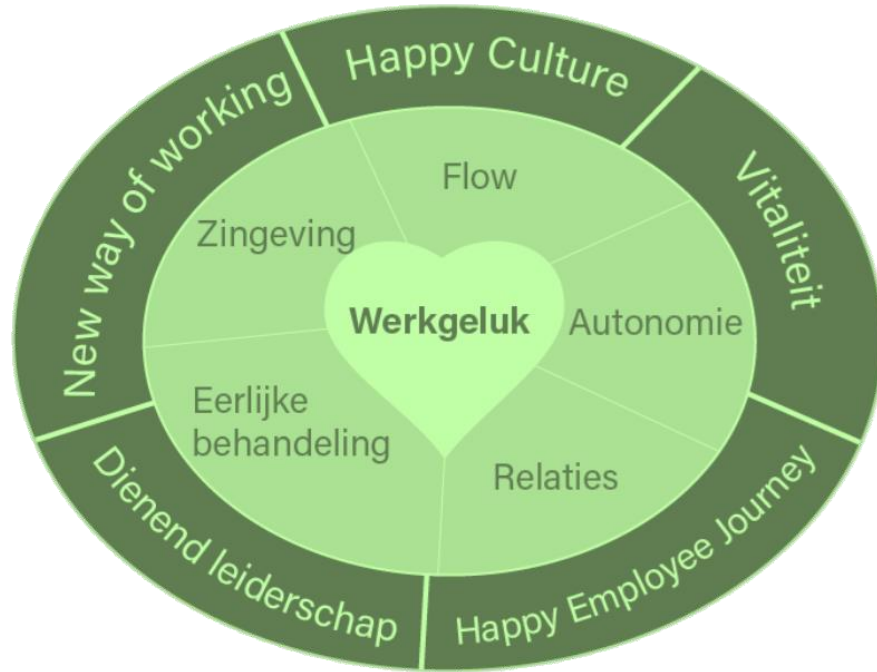 Happy Culture
Vitaliteit
Happy Employee Journey
Dienend leiderschap
New way of working
Flow
Autonomie
Relaties
Eerlijke
behandeling
Zingeving
Werkgeluk